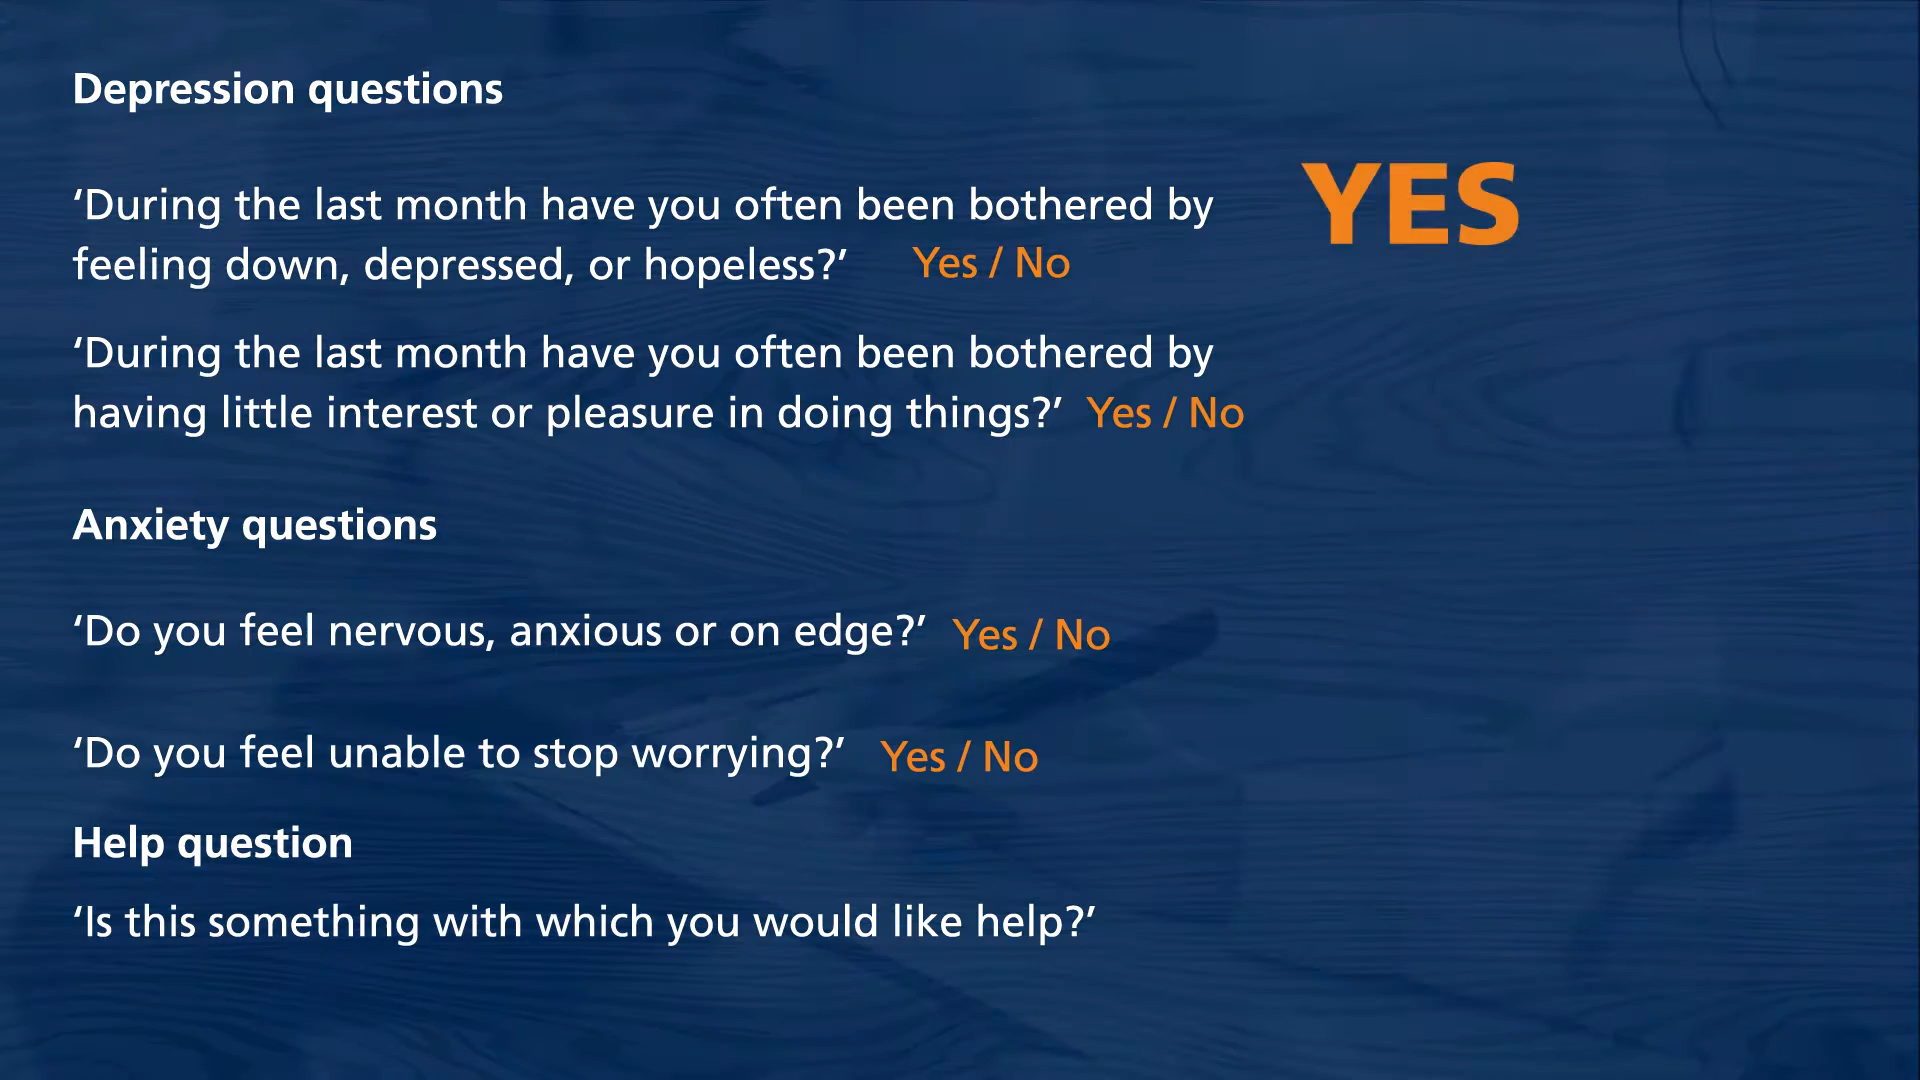 Depression questions
‘During the last month have you often been bothered by
YES
feeling down, depressed, or hopeless?’ Yes / No
‘During the last month have you often been bothered by
having little interest or pleasure in doing things?’ Yes / No
Anxiety questions
‘Do you feel nervous, anxious or on edge?’ Yes / No
‘Do you feel unable to stop worrying?’ Yes / No
Help question
‘Is this something with which you would like help?’